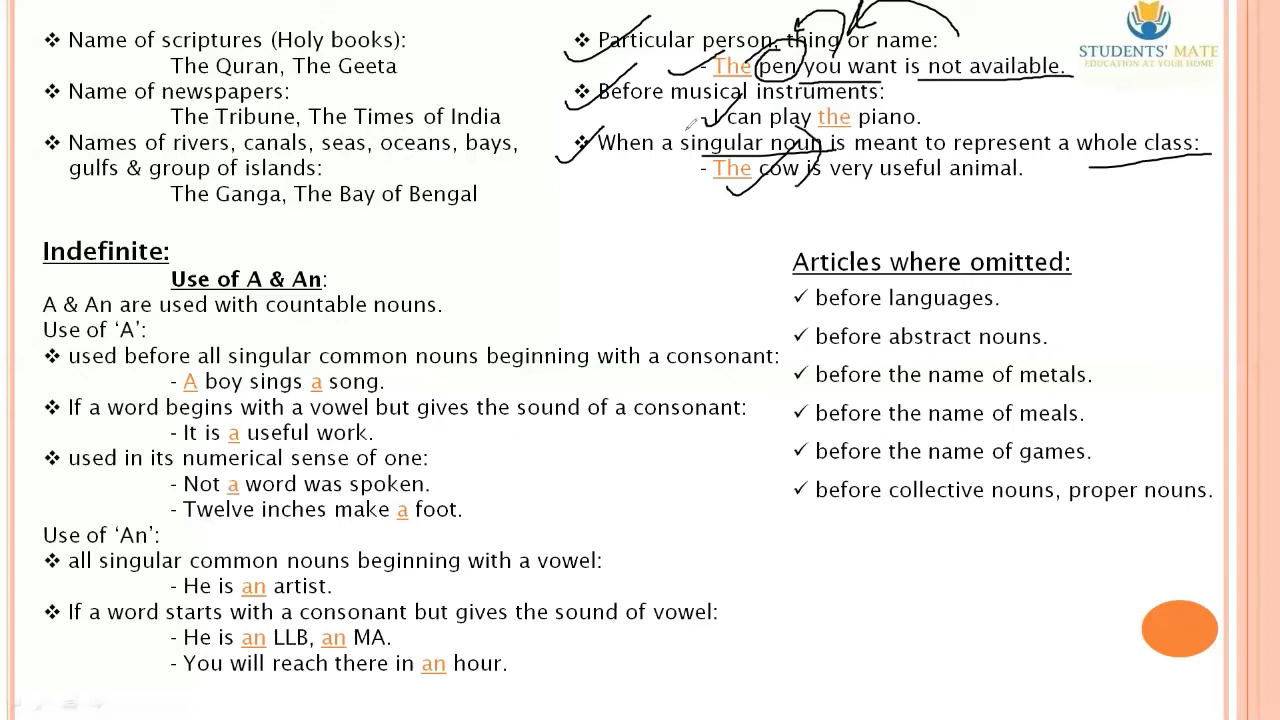 ❖ Name of scriptures (Holy books):
The Quran, The Geeta
❖ Name of newspapers:
The Tribune, The Times of India
❖ Names of rivers, canals, seas, oceans, bays,
gulfs & group of islands:
The Ganga, The Bay of Bengal
❖ Particular person, thing or name:
- The pen you want is not available.
❖ Before musical instruments:
- I can play the piano.
❖ When a singular noun is meant to represent a whole class:
- The cow is very useful animal.
STUDENTS' MATE
EDUCATION AT YOUR HOME
Indefinite:
Use of A & An:
A & An are used with countable nouns.
Use of ‘A’:
❖ used before all singular common nouns beginning with a consonant:
- A boy sings a song.
❖ If a word begins with a vowel but gives the sound of a consonant:
- It is a useful work.
❖ used in its numerical sense of one:
- Not a word was spoken.
- Twelve inches make a foot.
Use of ‘An’:
❖ all singular common nouns beginning with a vowel:
- He is an artist.
❖ If a word starts with a consonant but gives the sound of vowel:
- He is an LLB, an MA.
- You will reach there in an hour.
Articles where omitted:
✓ before languages.
✓ before abstract nouns.
✓ before the name of metals.
✓ before the name of meals.
✓ before the name of games.
✓ before collective nouns, proper nouns.